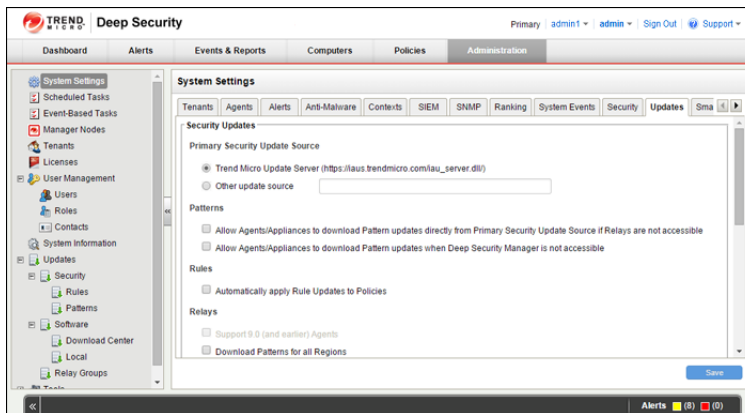 TREND MICRO Deep Security
Primary admin1 admin Sign Out Support
Dashboard Alerts Events & Reports Computers Policies Administration
System Settings
Scheduled Tasks
Event-Based Tasks
Manager Nodes
Tenants
Licenses
User Management
Users
Roles
Contacts
System Information
Updates
Security
Rules
Patterns
Software
Download Center
Local
Relay Groups
System Settings
Tenants Agents Alerts Anti-Malware Contexts SIEM SNMP Ranking System Events Security Updates Sma
Security Updates
Primary Security Update Source
Trend Micro Update Server (https://iaus.trendmicro.com/iau_server.dll/)
Other update source
Patterns
Allow Agents/Appliances to download Pattern updates directly from Primary Security Update Source if Relays are not accessible
Allow Agents/Appliances to download Pattern updates when Deep Security Manager is not accessible
Rules
Automatically apply Rule Updates to Policies
Relays
Support 9.0 (and earlier) Agents
Download Patterns for all Regions
Save
Alerts (8) (0)